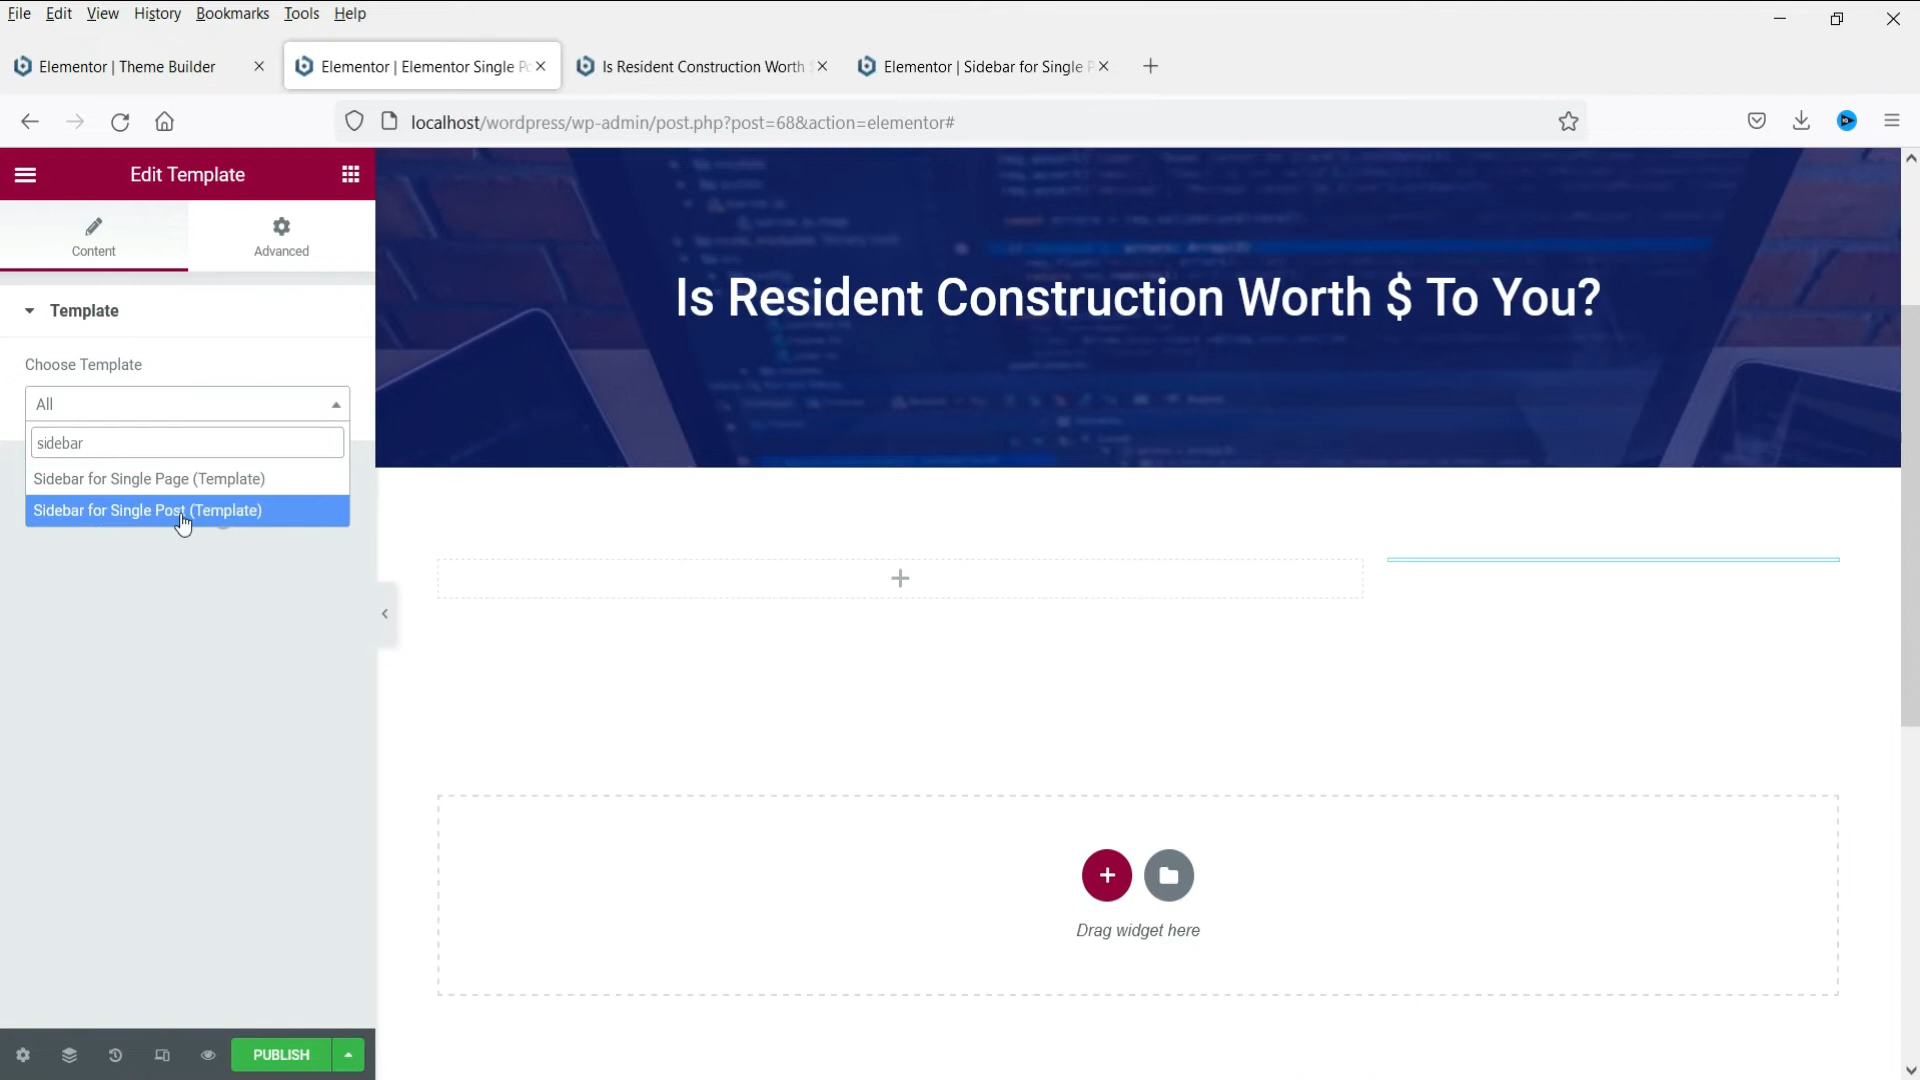 File Edit View History Bookmarks Tools Help
Elementor | Theme Builder
Elementor | Elementor Single
Is Resident Construction Worth
Elementor | Sidebar for Single
localhost/wordpress/wp-admin/post.php?post=68&action=elementor#
Edit Template
Content
Advanced
Template
Choose Template
All
sidebar
Sidebar for Single Page (Template)
Sidebar for Single Post (Template)
PUBLISH
Is Resident Construction Worth $ To You?
Drag widget here